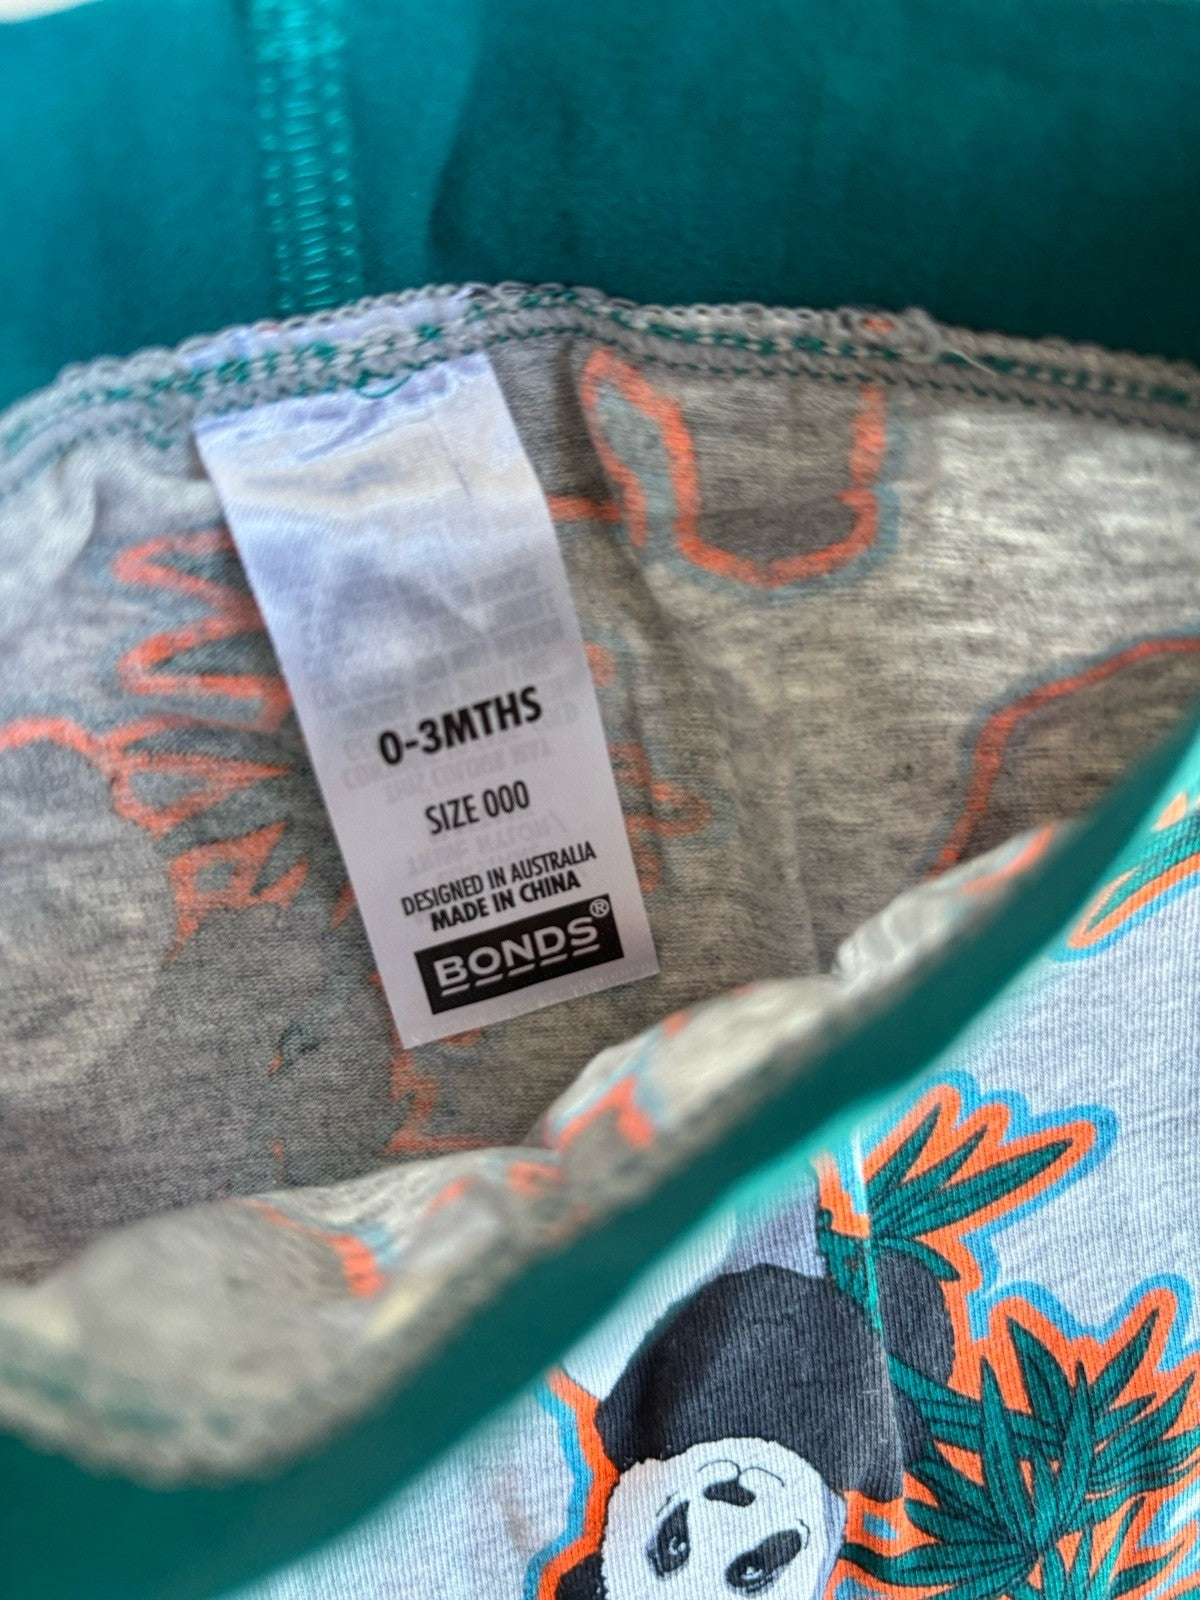 0-3MTHS
SIZE 000
DESIGNED IN AUSTRALIA
MADE IN CHINA
BONDS®